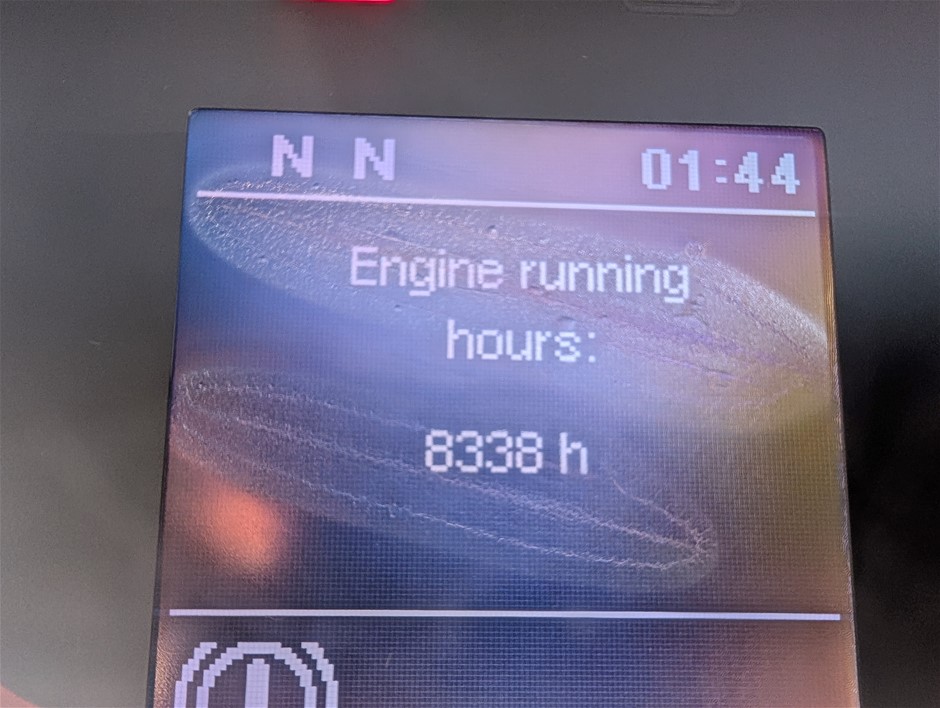 N N 01:44
Engine running
hours:
8338 h